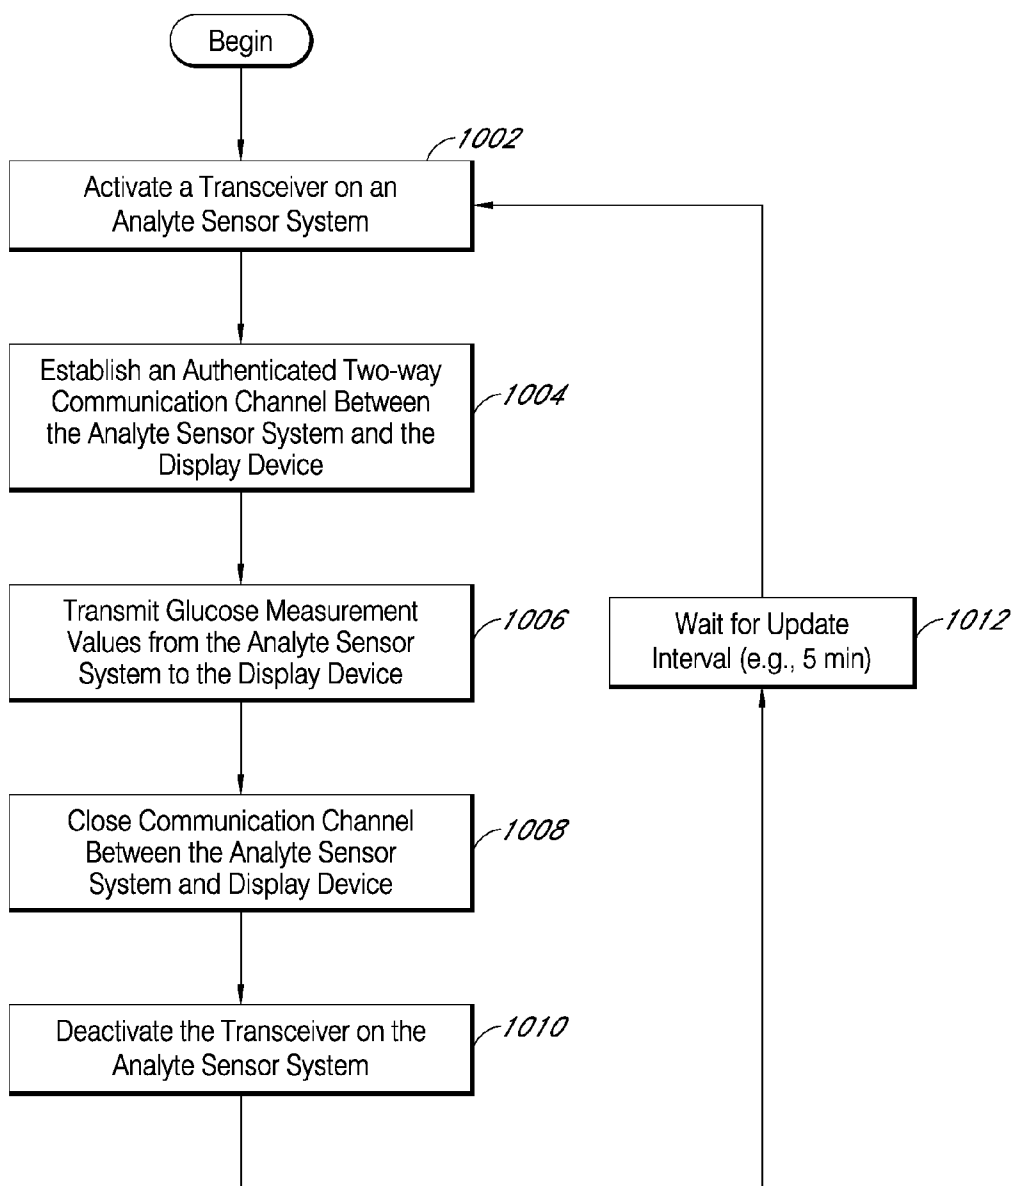 Begin
1002
Activate a Transceiver on an
Analyte Sensor System
Establish an Authenticated Two-way
Communication Channel Between
the Analyte Sensor System and the
Display Device
1004
Transmit Glucose Measurement
Values from the Analyte Sensor
System to the Display Device
1006
Wait for Update
Interval (e.g., 5 min)
1012
Close Communication Channel
Between the Analyte Sensor
System and Display Device
1008
Deactivate the Transceiver on the
Analyte Sensor System
1010